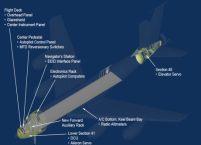 Flight Deck
• Overhead Panel
• Glareshield
• Center Instrument Panel
Center Pedestal
• Autopilot Control Panel
• MFD Reversionary Switches
Navigator's Station
• EGI Interface Panel
Electronics Rack
• Autopilot Computers
New Forward
Auxiliary Rack
Lower Section 41
• DCU
• Aileron Servo
A/C Bottom, Keel Beam Bay
• Radio Altimeters
Section 48
• Elevator Servo